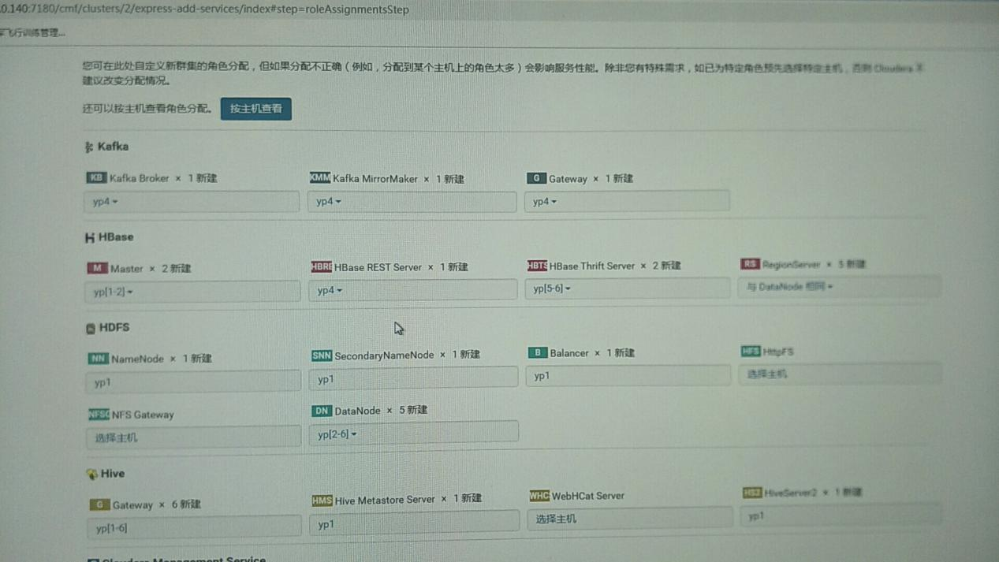 .0.140:7180/cmf/clusters/2/express-add-services/index#step=roleAssignmentsStep
飞行训练管理...
您可在此处自定义新群集的角色分配，但如果分配不正确（例如，分配到某个主机上的角色太多）会影响服务性能。除非您有特殊需求，如已为特定角色预先选择特定主机，否则 Cloudera 不
建议改变分配情况。
还可以按主机查看角色分配。 按主机查看
Kafka
KB Kafka Broker × 1 新建 KMM Kafka MirrorMaker × 1 新建 G Gateway × 1 新建
yp4 yp4 yp4
HBase
M Master × 2 新建 HBRE HBase REST Server × 1 新建 HBTS HBase Thrift Server × 2 新建 RS RegionServer × 5 新建
yp[1-2] yp4 yp[5-6] 与 DataNode 相同
HDFS
NN NameNode × 1 新建 SNN SecondaryNameNode × 1 新建 B Balancer × 1 新建 HFS HttpFS
yp1 yp1 yp1 选择主机
NFSG NFS Gateway DN DataNode × 5 新建
选择主机 yp[2-6]
Hive
G Gateway × 6 新建 HMS Hive Metastore Server × 1 新建 WHC WebHCat Server HS2 HiveServer2 × 1 新建
yp[1-6] yp1 选择主机 yp1
Cloudera Management Service